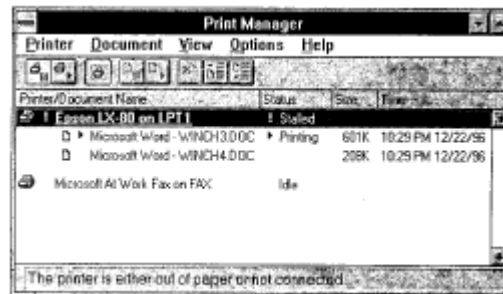 Print Manager
Printer Document View Options Help
Printer/Document Name Status Size Time
! Epson LX-80 on LPT1 ! Stalled
Microsoft Word - WINCH3.DOC Printing 601K 10:29 PM 12/22/96
Microsoft Word - WINCH4.DOC 208K 10:29 PM 12/22/96
Microsoft At Work Fax on FAX Idle
The printer is either out of paper or not connected.